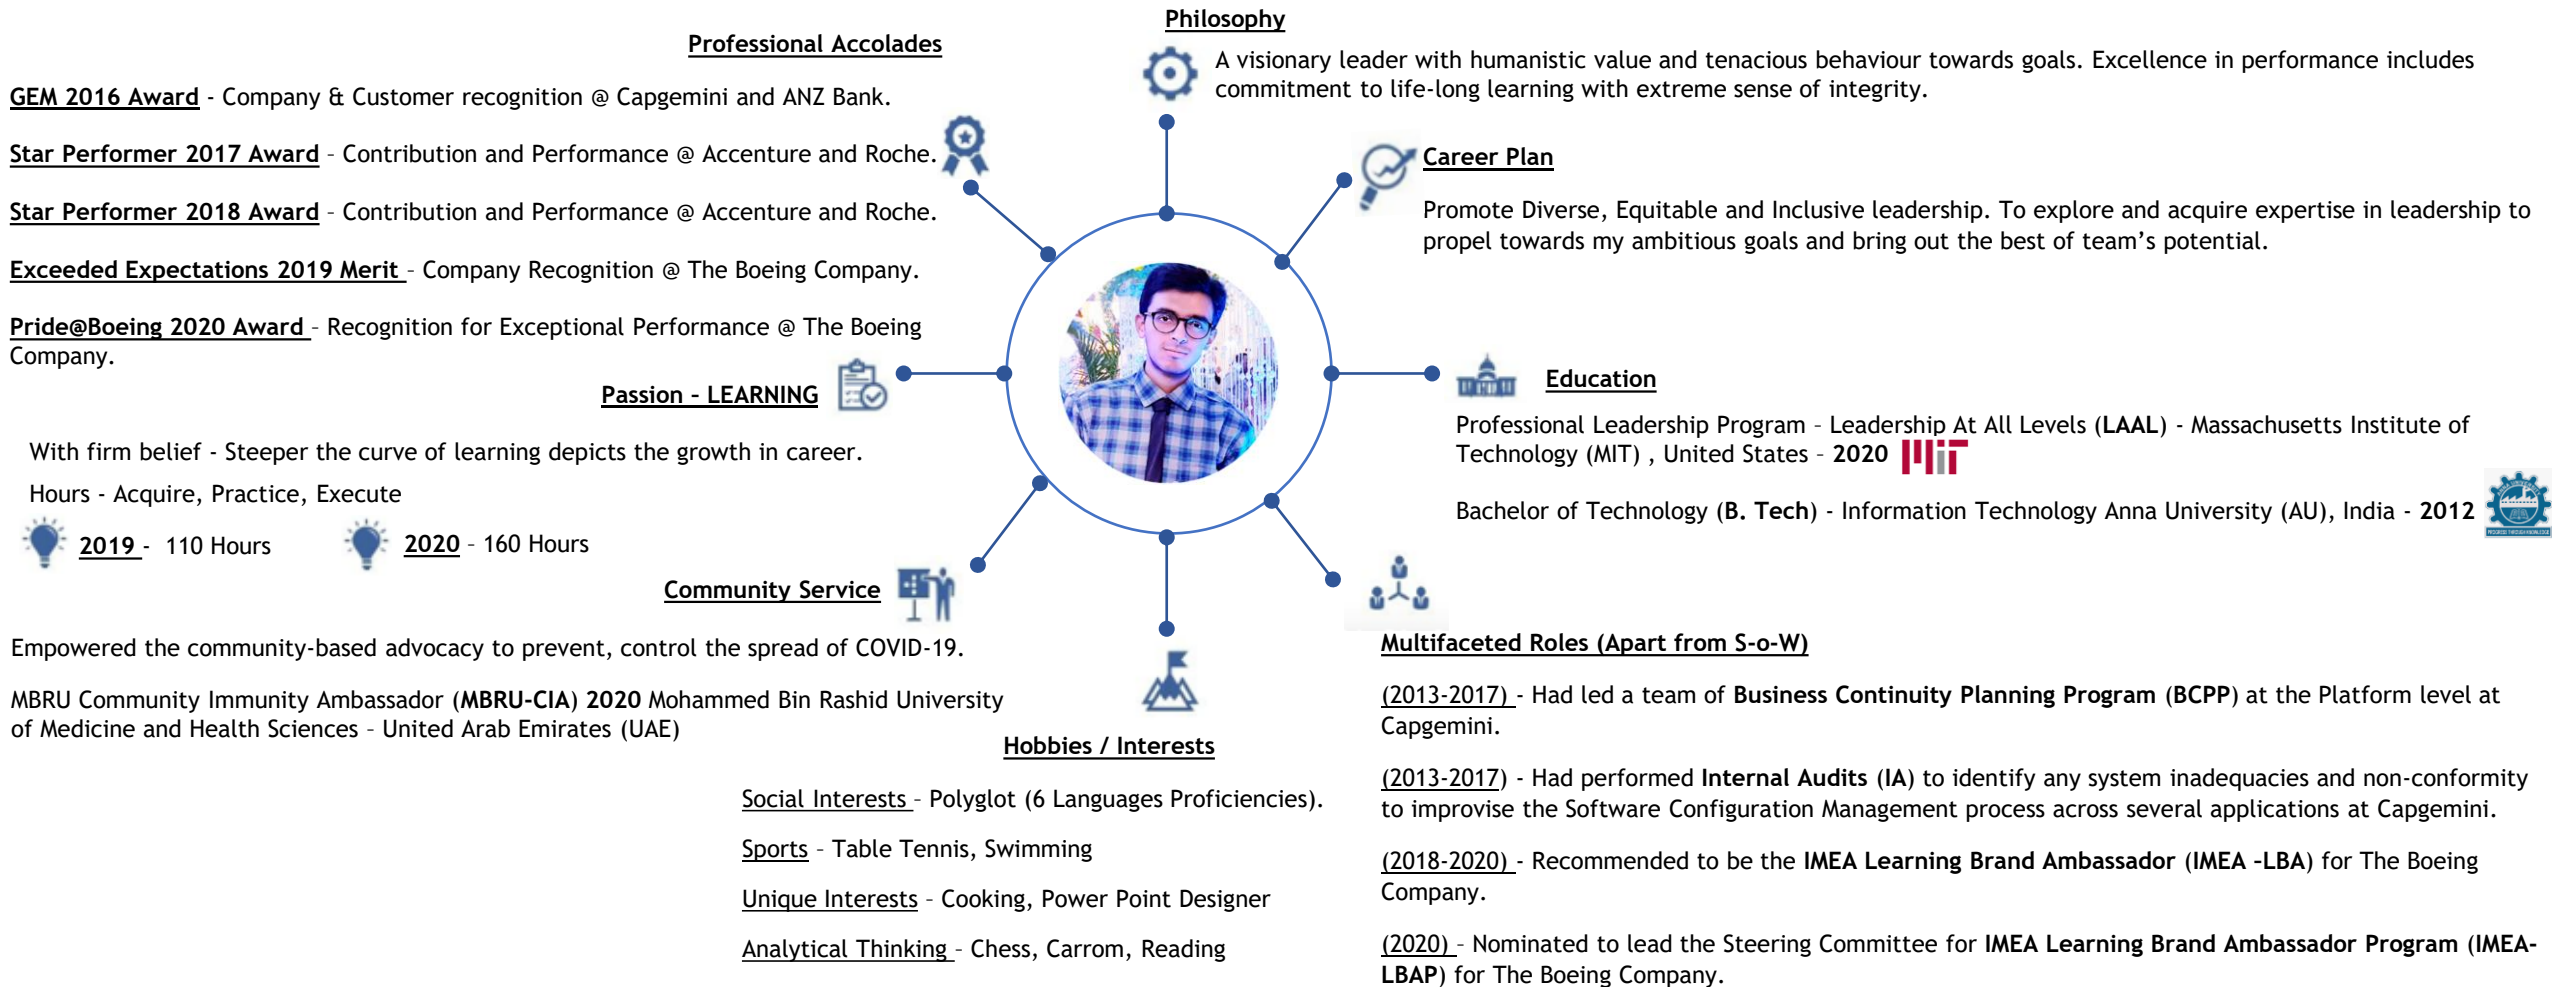 Philosophy
A visionary leader with humanistic value and tenacious behaviour towards goals. Excellence in performance includes
commitment to life-long learning with extreme sense of integrity.
Professional Accolades
GEM 2016 Award - Company & Customer recognition @ Capgemini and ANZ Bank.
Star Performer 2017 Award – Contribution and Performance @ Accenture and Roche.
Star Performer 2018 Award – Contribution and Performance @ Accenture and Roche.
Exceeded Expectations 2019 Merit – Company Recognition @ The Boeing Company.
Pride@Boeing 2020 Award – Recognition for Exceptional Performance @ The Boeing
Company.
Career Plan
Promote Diverse, Equitable and Inclusive leadership. To explore and acquire expertise in leadership to
propel towards my ambitious goals and bring out the best of team’s potential.
Passion – LEARNING
With firm belief - Steeper the curve of learning depicts the growth in career.
Hours - Acquire, Practice, Execute
2019 - 110 Hours
2020 – 160 Hours
Education
Professional Leadership Program – Leadership At All Levels (LAAL) - Massachusetts Institute of
Technology (MIT) , United States – 2020
MIT
Bachelor of Technology (B. Tech) - Information Technology Anna University (AU), India - 2012
PROGRESS THROUGH KNOWLEDGE
Community Service
Empowered the community-based advocacy to prevent, control the spread of COVID-19.
MBRU Community Immunity Ambassador (MBRU-CIA) 2020 Mohammed Bin Rashid University
of Medicine and Health Sciences – United Arab Emirates (UAE)
Hobbies / Interests
Social Interests – Polyglot (6 Languages Proficiencies).
Sports – Table Tennis, Swimming
Unique Interests – Cooking, Power Point Designer
Analytical Thinking – Chess, Carrom, Reading
Multifaceted Roles (Apart from S-o-W)
(2013-2017) - Had led a team of Business Continuity Planning Program (BCPP) at the Platform level at
Capgemini.
(2013-2017) - Had performed Internal Audits (IA) to identify any system inadequacies and non-conformity
to improvise the Software Configuration Management process across several applications at Capgemini.
(2018-2020) - Recommended to be the IMEA Learning Brand Ambassador (IMEA –LBA) for The Boeing
Company.
(2020) – Nominated to lead the Steering Committee for IMEA Learning Brand Ambassador Program (IMEA-
LBAP) for The Boeing Company.